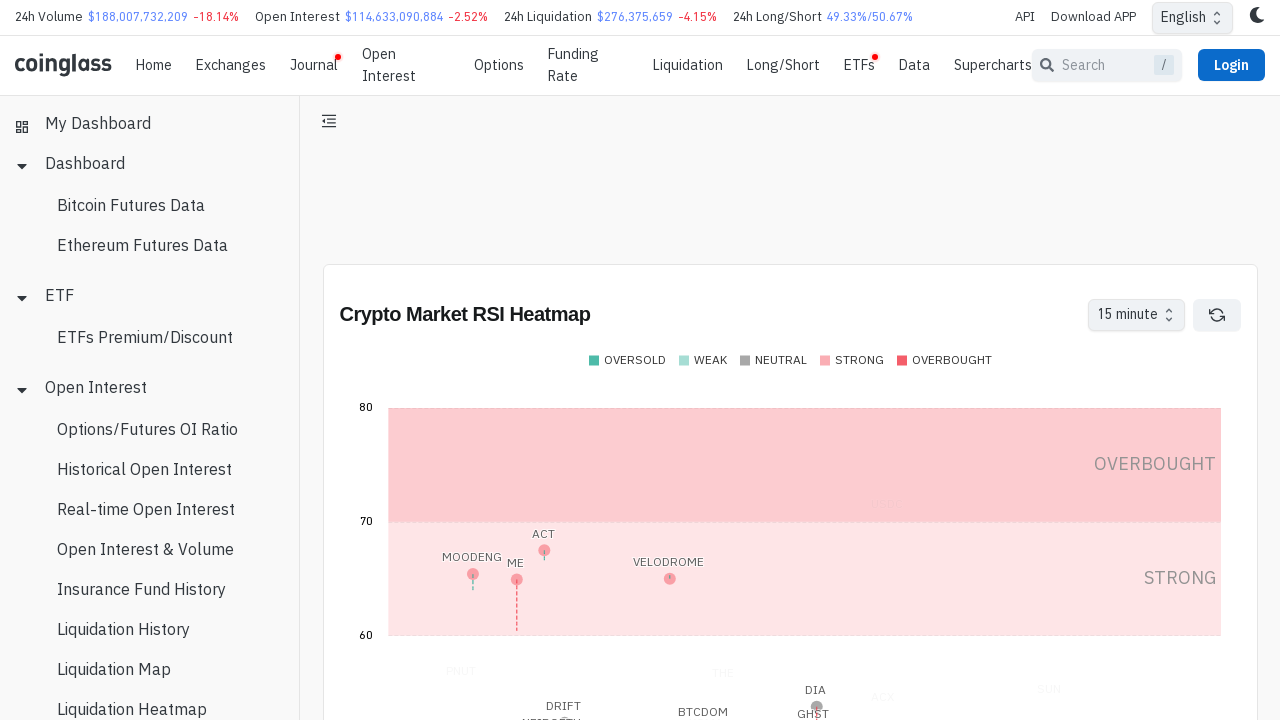 24h Volume $188,007,732,209 -18.14% Open Interest $114,633,090,884 -2.52% 24h Liquidation $276,375,659 -4.15% 24h Long/Short 49.33%/50.67% API Download APP English
coinglass Home Exchanges Journal Open Interest Options Funding Rate Liquidation Long/Short ETFs Data Supercharts Search / Login
My Dashboard
Dashboard
Bitcoin Futures Data
Ethereum Futures Data
ETF
ETFs Premium/Discount
Open Interest
Options/Futures OI Ratio
Historical Open Interest
Real-time Open Interest
Open Interest & Volume
Insurance Fund History
Liquidation History
Liquidation Map
Liquidation Heatmap
Crypto Market RSI Heatmap 15 minute
OVERSOLD WEAK NEUTRAL STRONG OVERBOUGHT
80
OVERBOUGHT
70
ACT
MOODENG ME VELODROME
STRONG
60
PNUT THE
DIA SUN
ACX
DRIFT BTCDOM GHST